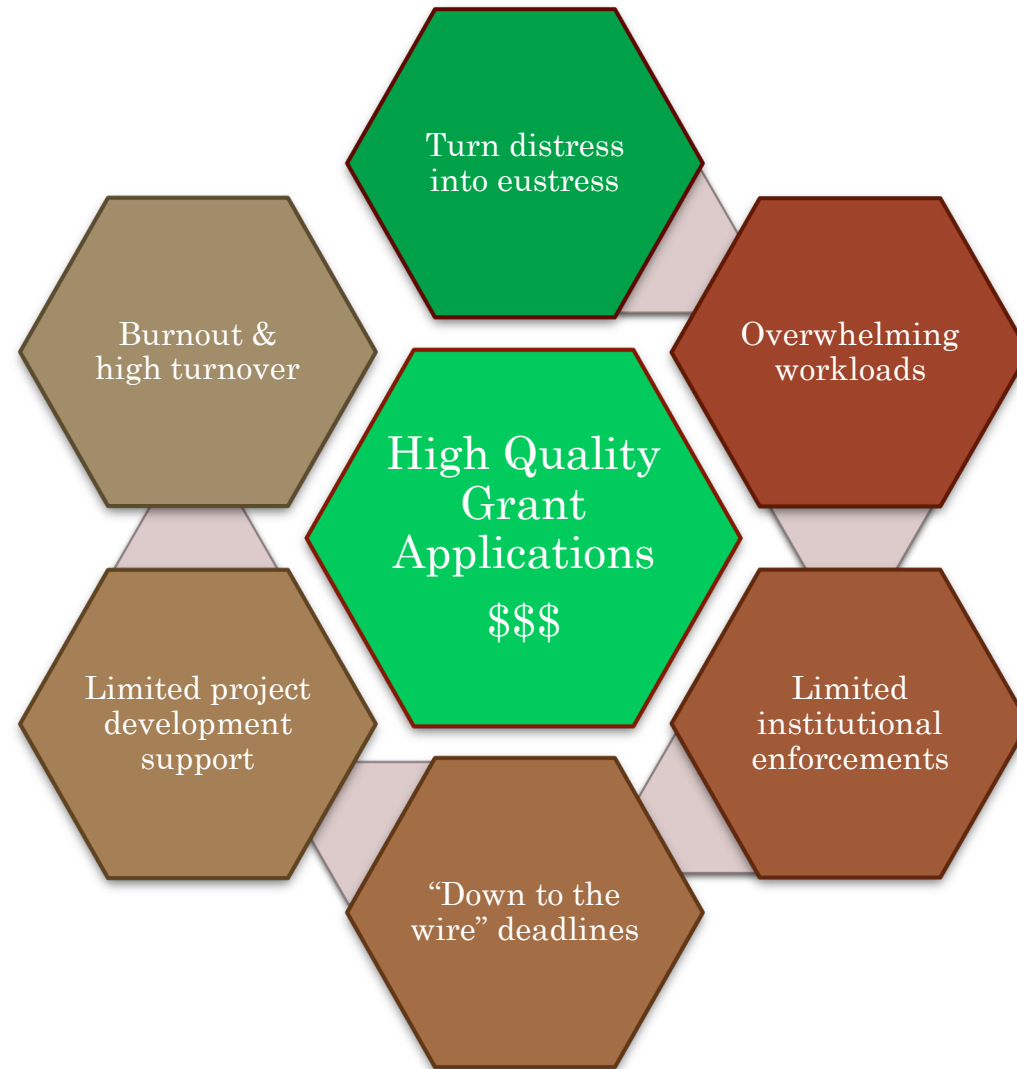 Turn distress
into eustress
Overwhelming
workloads
Limited
institutional
enforcements
“Down to the
wire” deadlines
Limited project
development
support
Burnout &
high turnover
High Quality
Grant
Applications
$$$